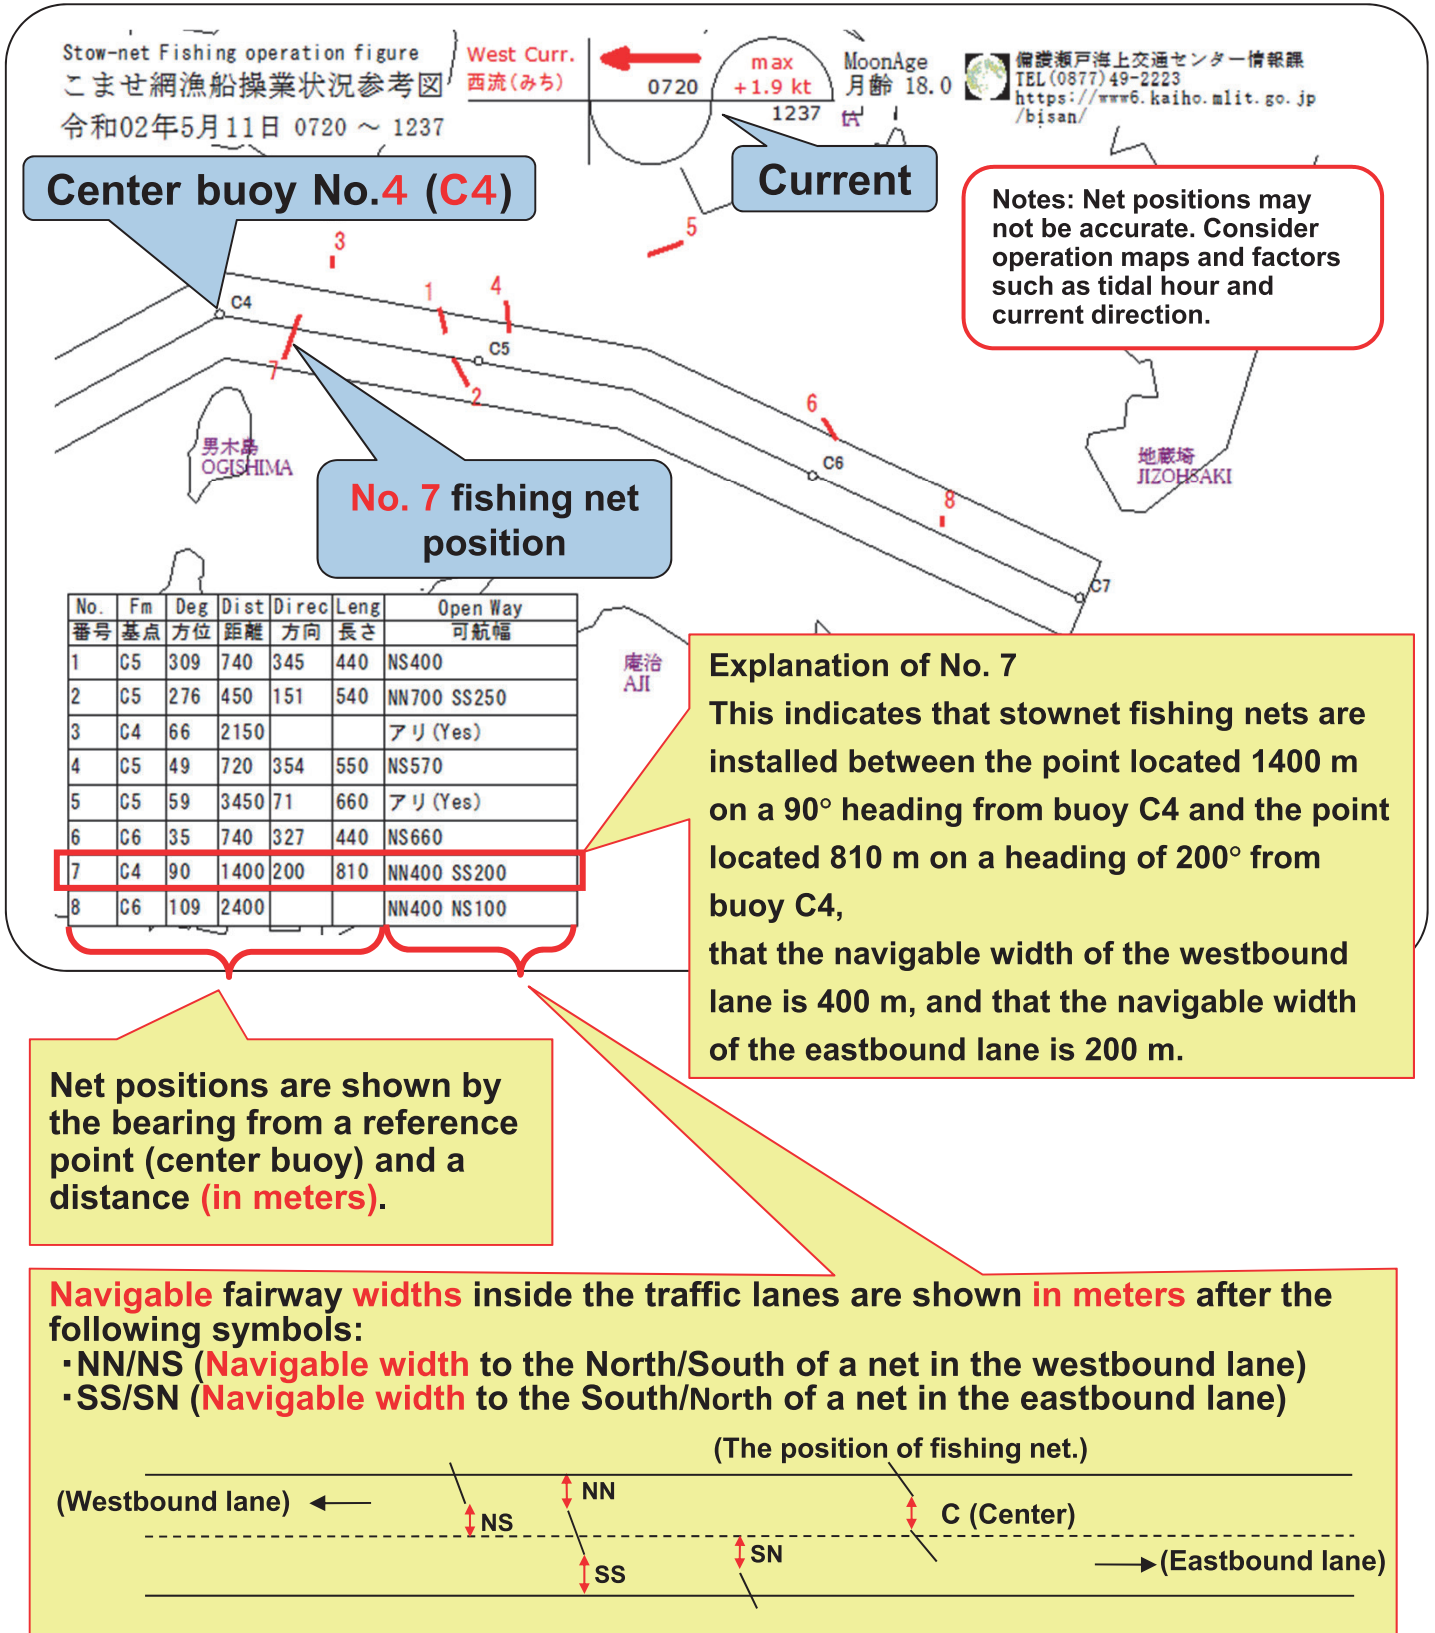 Stow-net Fishing operation figure
こませ網漁船操業状況参考図
令和02年5月11日 0720 ～ 1237
West Curr.
西流(みち)
0720
max
+1.9 kt
1237
MoonAge
月齢 18.0
備讃瀬戸海上交通センター情報課
TEL(0877)49-2223
https://www6.kaiho.mlit.go.jp
/bisan/
Center buoy No.4 (C4)
Current
Notes: Net positions may
not be accurate. Consider
operation maps and factors
such as tidal hour and
current direction.
3
5
1
4
C4
C5
7
2
6
C6
8
C7
男木島
OGISHIMA
地蔵埼
JIZOHSAKI
No. 7 fishing net
position
庵治
AJI
No. Fm Deg Dist Direc Leng Open Way
番号 基点 方位 距離 方向 長さ 可航幅
1 C5 309 740 345 440 NS400
2 C5 276 450 151 540 NN700 SS250
3 C4 66 2150 アリ(Yes)
4 C5 49 720 354 550 NS570
5 C5 59 3450 71 660 アリ(Yes)
6 C6 35 740 327 440 NS660
7 C4 90 1400 200 810 NN400 SS200
8 C6 109 2400 NN400 NS100
Explanation of No. 7
This indicates that stownet fishing nets are
installed between the point located 1400 m
on a 90° heading from buoy C4 and the point
located 810 m on a heading of 200° from
buoy C4,
that the navigable width of the westbound
lane is 400 m, and that the navigable width
of the eastbound lane is 200 m.
Net positions are shown by
the bearing from a reference
point (center buoy) and a
distance (in meters).
Navigable fairway widths inside the traffic lanes are shown in meters after the
following symbols:
・NN/NS (Navigable width to the North/South of a net in the westbound lane)
・SS/SN (Navigable width to the South/North of a net in the eastbound lane)
(The position of fishing net.)
(Westbound lane)
NN
NS
C (Center)
SN
SS
(Eastbound lane)